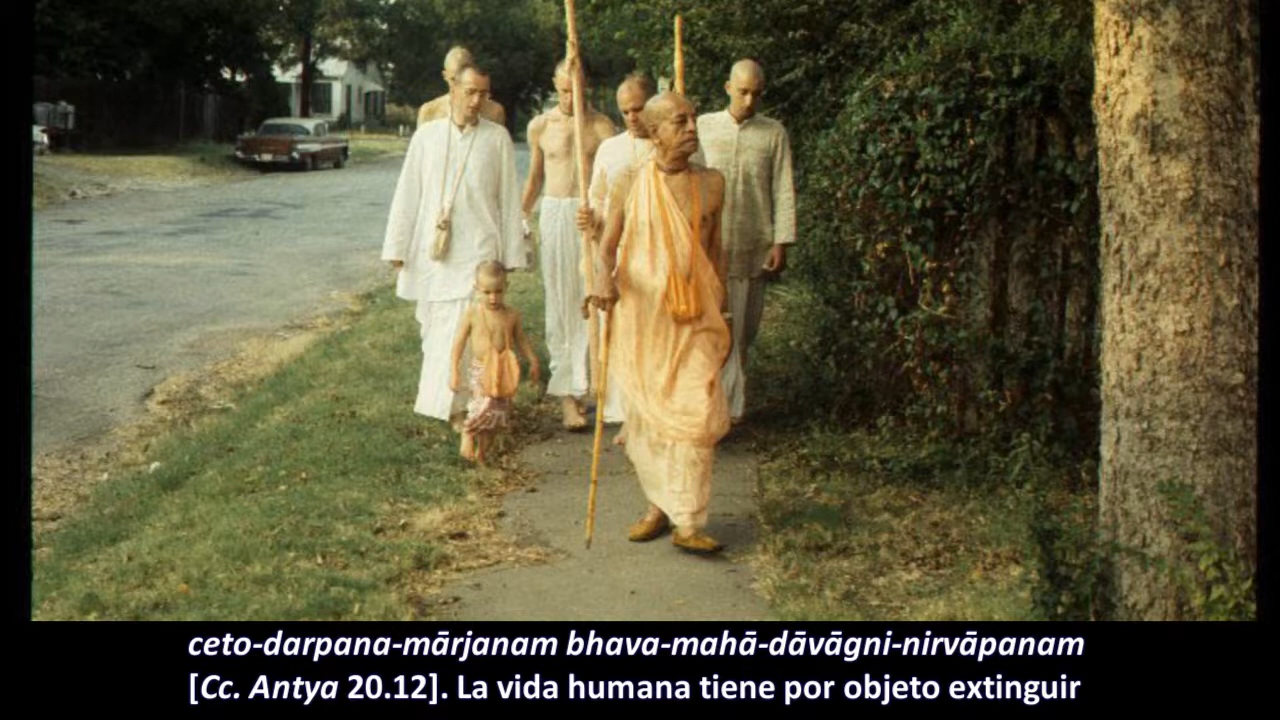 ceto-darpana-mārjanam bhava-mahā-dāvāgni-nirvāpanam
[Cc. Antya 20.12]. La vida humana tiene por objeto extinguir